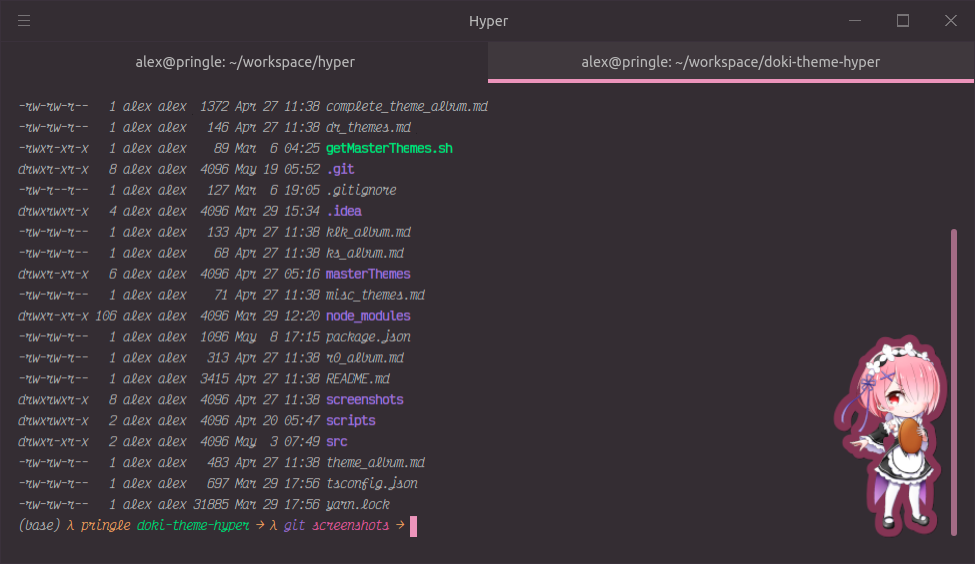 Hyper
alex@pringle: ~/workspace/hyper
alex@pringle: ~/workspace/doki-theme-hyper
-rw-rw-r-- 1 alex alex 1372 Apr 27 11:38 complete_theme_album.md
-rw-rw-r-- 1 alex alex 146 Apr 27 11:38 dr_themes.md
-rwxr-xr-x 1 alex alex 89 Mar 6 04:25 getMasterThemes.sh
drwxr-xr-x 8 alex alex 4096 May 19 05:52 .git
-rw-r--r-- 1 alex alex 127 Mar 6 19:05 .gitignore
drwxrwxr-x 4 alex alex 4096 Mar 29 15:34 .idea
-rw-rw-r-- 1 alex alex 133 Apr 27 11:38 klk_album.md
-rw-rw-r-- 1 alex alex 68 Apr 27 11:38 ks_album.md
drwxr-xr-x 6 alex alex 4096 Apr 27 05:16 masterThemes
-rw-rw-r-- 1 alex alex 71 Apr 27 11:38 misc_themes.md
drwxr-xr-x 106 alex alex 4096 Mar 29 12:20 node_modules
-rw-rw-r-- 1 alex alex 1096 May 8 17:15 package.json
-rw-rw-r-- 1 alex alex 313 Apr 27 11:38 r0_album.md
-rw-rw-r-- 1 alex alex 3415 Apr 27 11:38 README.md
drwxrwxr-x 8 alex alex 4096 Apr 27 11:38 screenshots
drwxrwxr-x 2 alex alex 4096 Apr 20 05:47 scripts
drwxr-xr-x 2 alex alex 4096 May 3 07:49 src
-rw-rw-r-- 1 alex alex 483 Apr 27 11:38 theme_album.md
-rw-rw-r-- 1 alex alex 697 Mar 29 17:56 tsconfig.json
-rw-rw-r-- 1 alex alex 31885 Mar 29 17:56 yarn.lock
(base) λ pringle doki-theme-hyper → λ git screenshots →